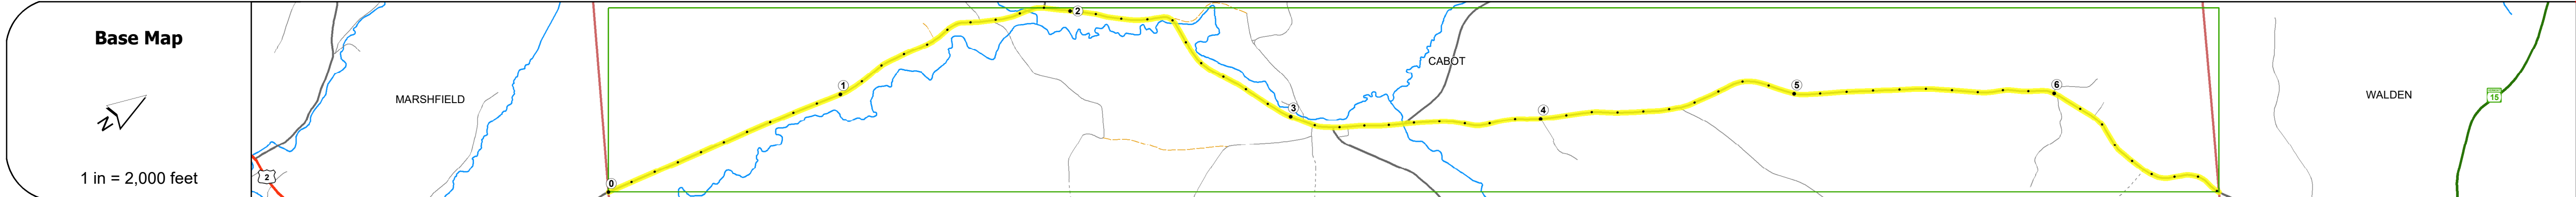 Base Map
N
1 in = 2,000 feet
MARSHFIELD
2
0
1
2
3
CABOT
4
5
6
WALDEN
15